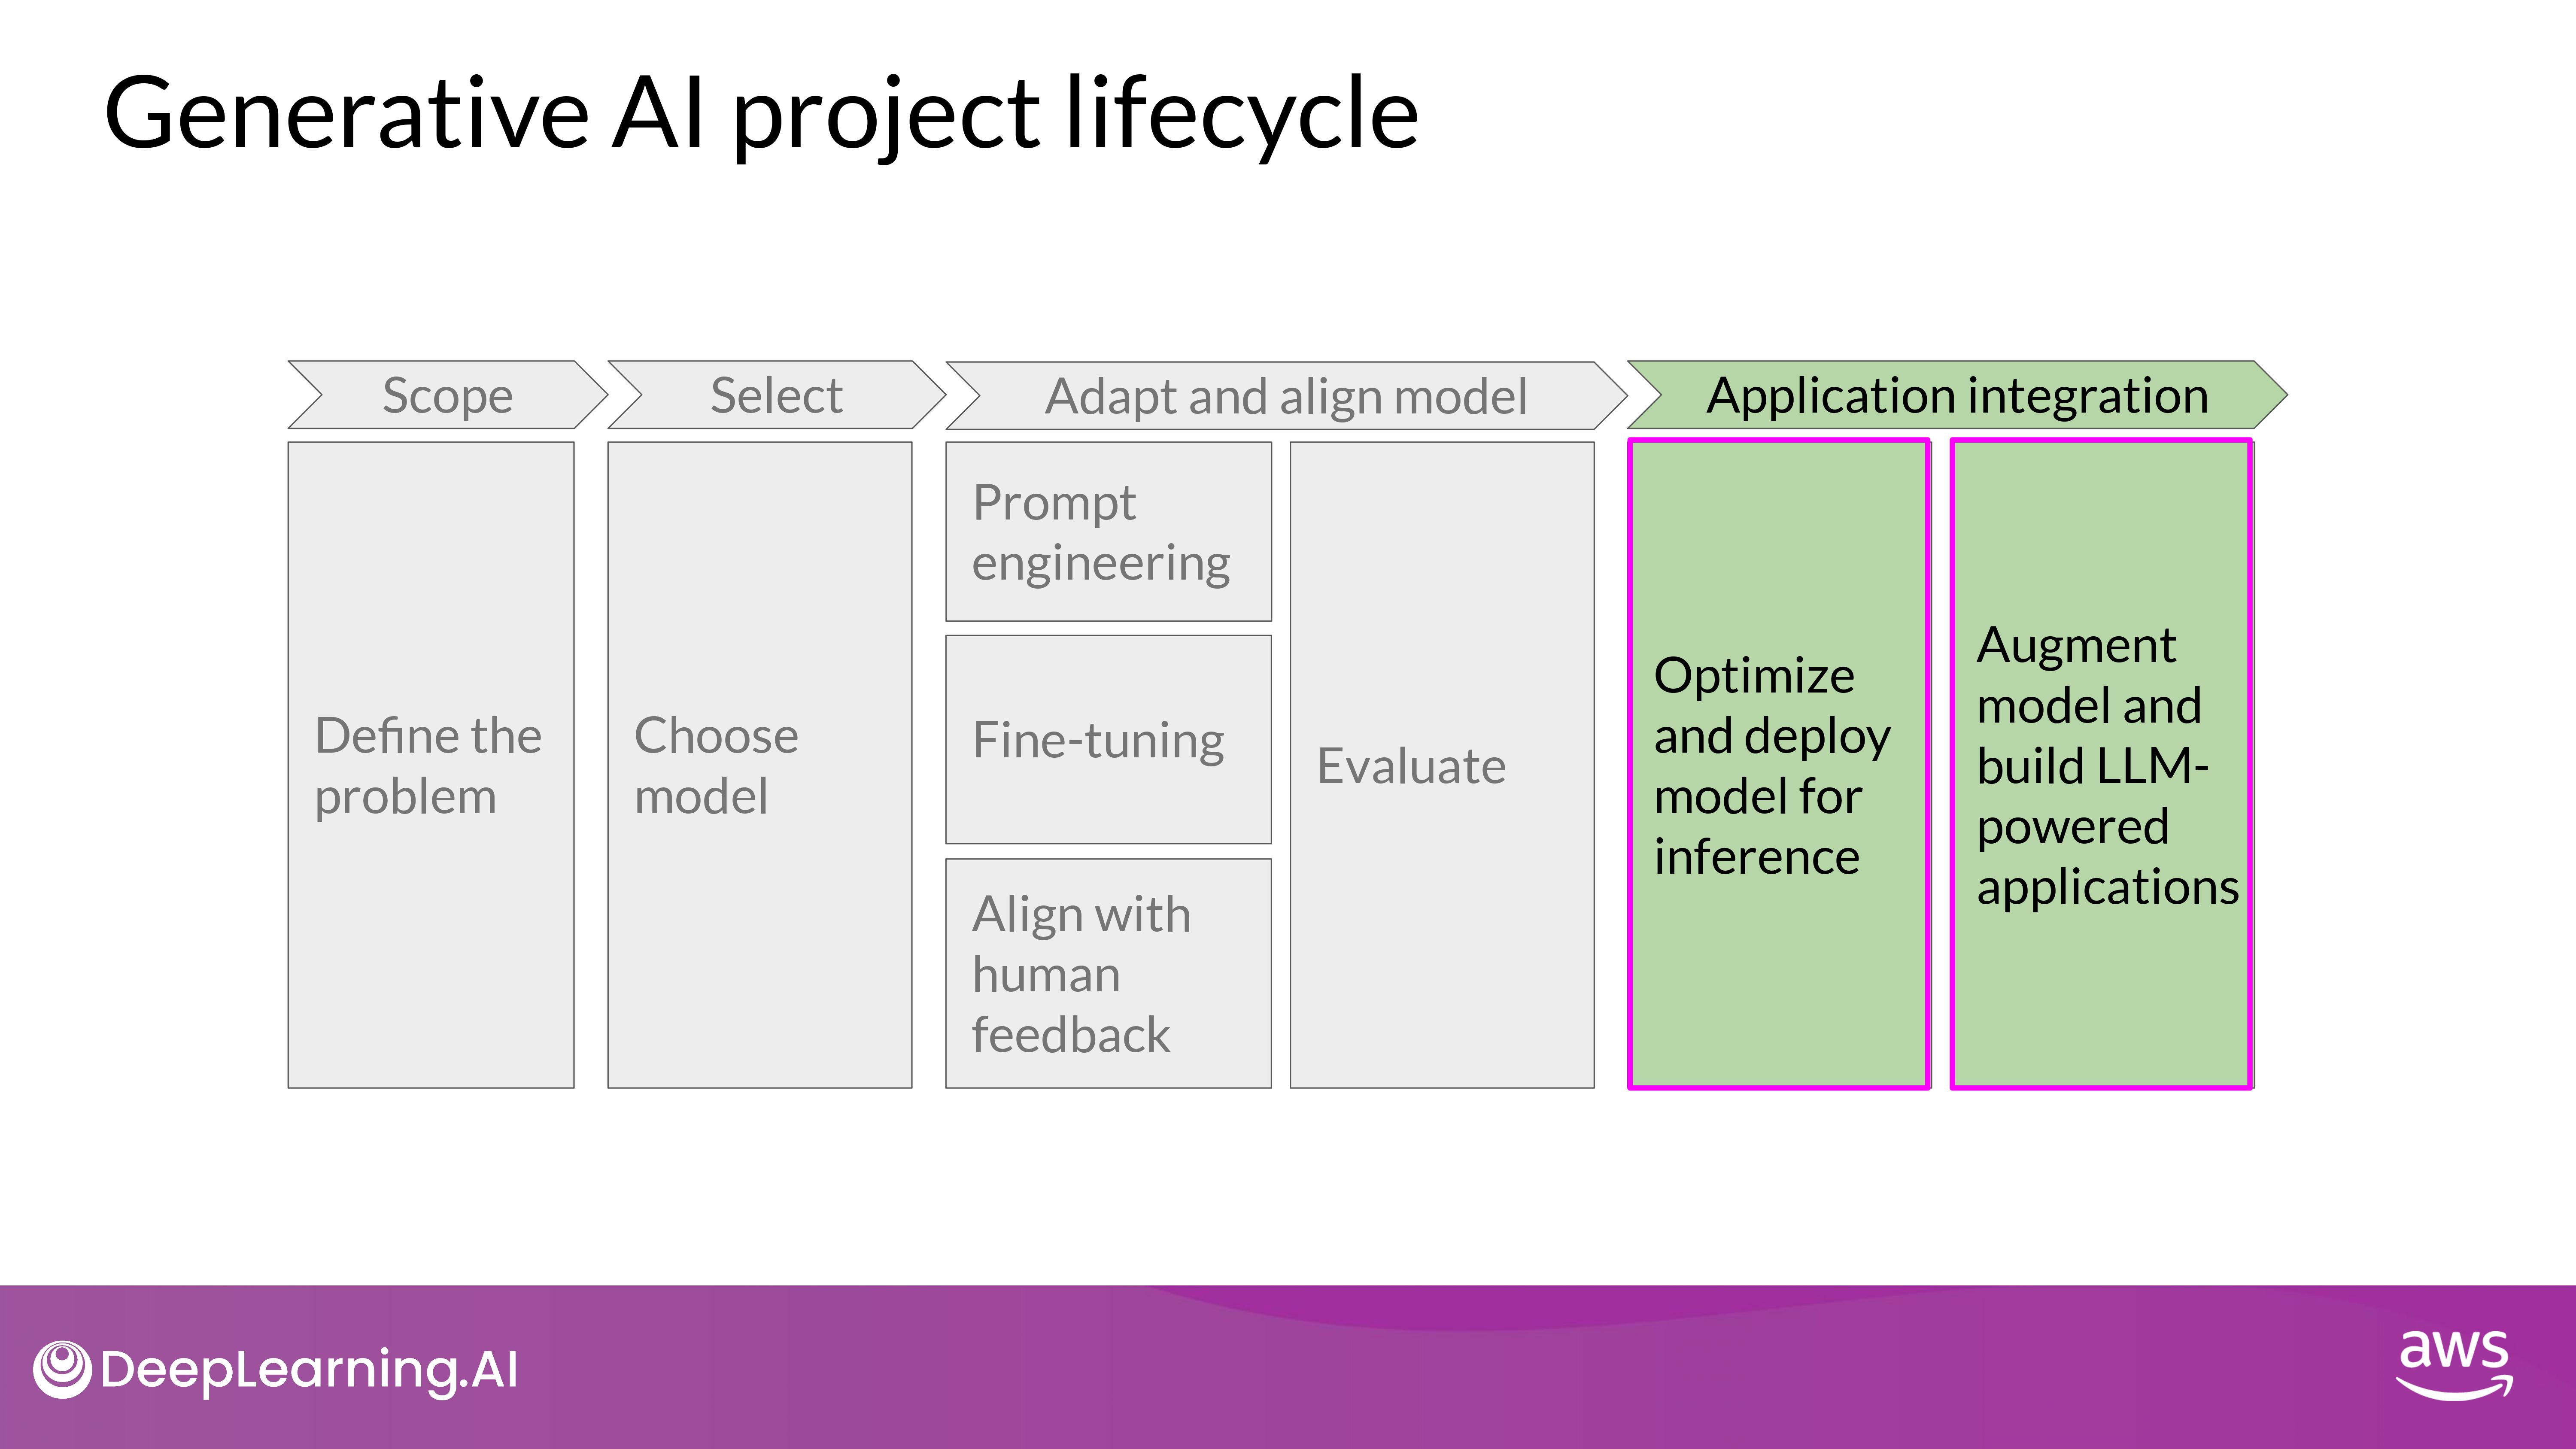 Generative AI project lifecycle
Scope
Select
Adapt and align model
Application integration
Define the
problem
Choose
model
Prompt
engineering
Fine-tuning
Align with
human
feedback
Evaluate
Optimize
and deploy
model for
inference
Augment
model and
build LLM-
powered
applications
DeepLearning.AI
aws